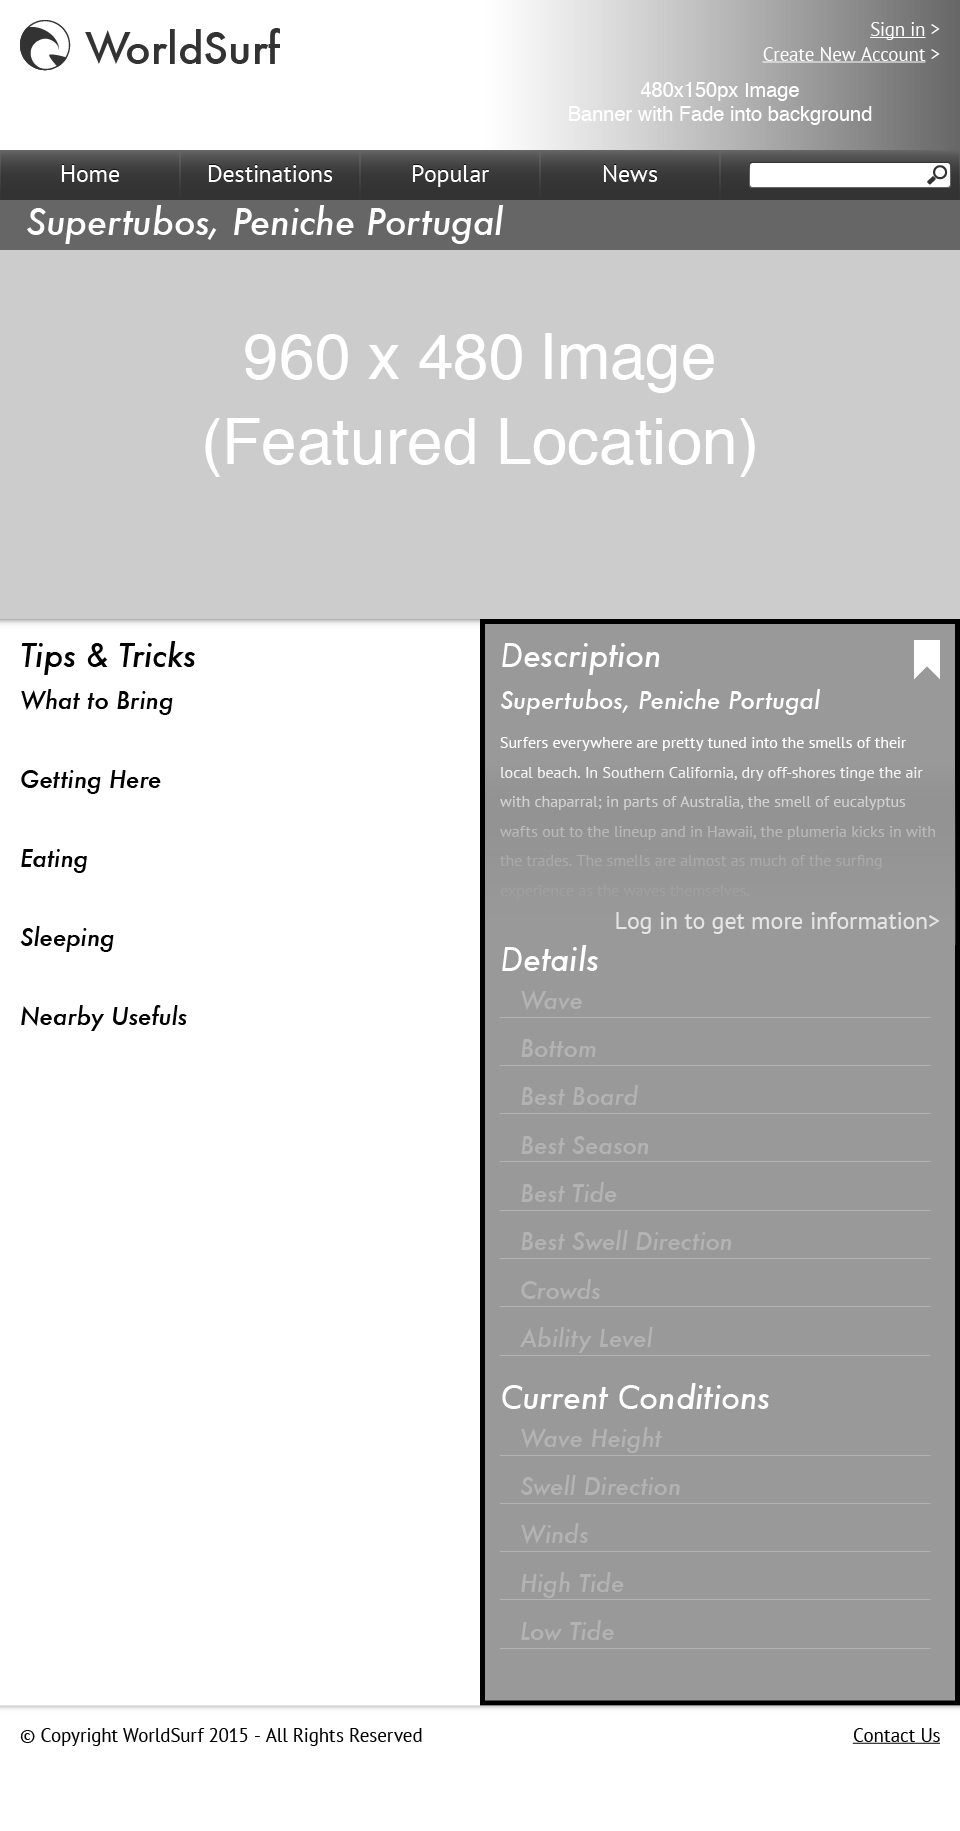 WorldSurf
Sign in >
Create New Account >
480x150px Image
Banner with Fade into background
Home
Destinations
Popular
News
Supertubos, Peniche Portugal
960 x 480 Image
(Featured Location)
Tips & Tricks
What to Bring
Getting Here
Eating
Sleeping
Nearby Usefuls
Description
Supertubos, Peniche Portugal
Surfers everywhere are pretty tuned into the smells of their
local beach. In Southern California, dry off-shores tinge the air
with chaparral; in parts of Australia, the smell of eucalyptus
wafts out to the lineup and in Hawaii, the plumeria kicks in with
the trades. The smells are almost as much of the surfing
experience as the waves themselves.
Log in to get more information>
Details
Wave
Bottom
Best Board
Best Season
Best Tide
Best Swell Direction
Crowds
Ability Level
Current Conditions
Wave Height
Swell Direction
Winds
High Tide
Low Tide
© Copyright WorldSurf 2015 - All Rights Reserved
Contact Us